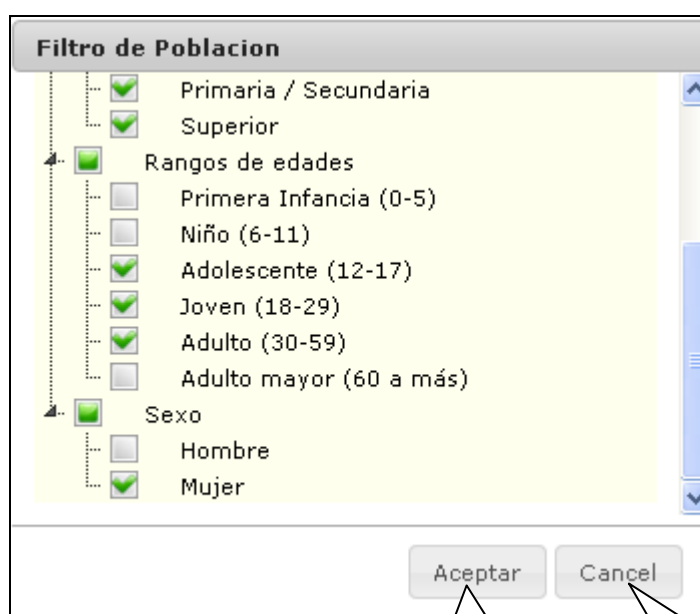 Filtro de Poblacion
Primaria / Secundaria
Superior
Rangos de edades
Primera Infancia (0-5)
Niño (6-11)
Adolescente (12-17)
Joven (18-29)
Adulto (30-59)
Adulto mayor (60 a más)
Sexo
Hombre
Mujer
Aceptar Cancel